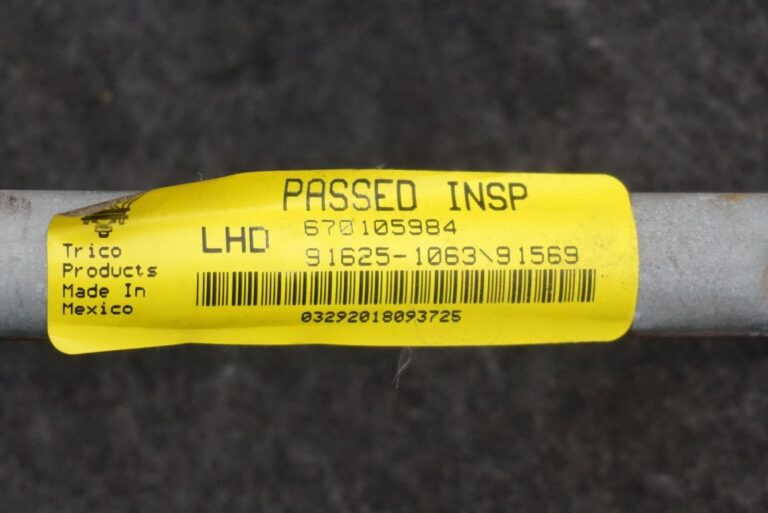 PASSED INSP
LHD 670105984
91625-1063\91569
Trico
Products
Made In
Mexico
03292018093725